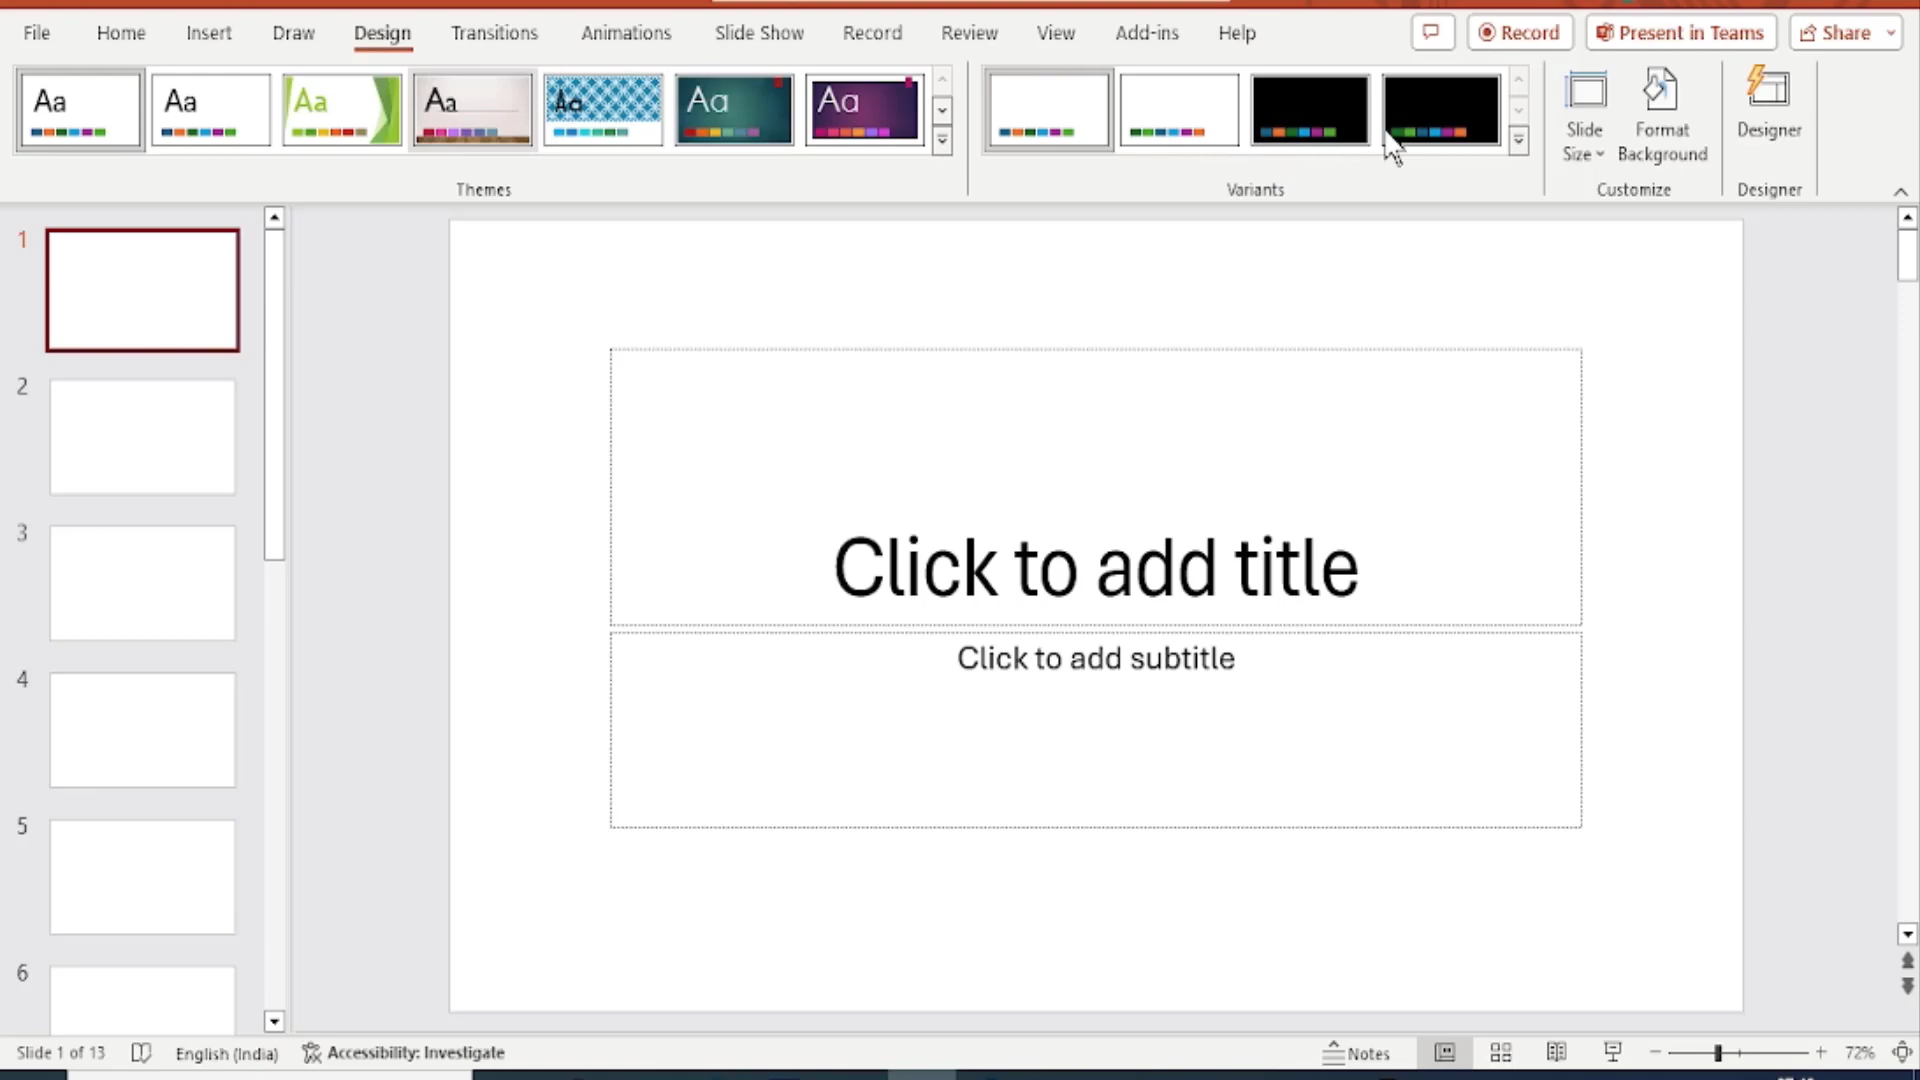 File Home Insert Draw Design Transitions Animations Slide Show Record Review View Add-ins Help Record Present in Teams Share
Aa Aa Aa Aa Aa Aa Aa
Slide Size Format Background Designer
Themes Variants Customize Designer
1
2
3
4
5
6
Click to add title
Click to add subtitle
Slide 1 of 13 English (India) Accessibility: Investigate Notes 72%